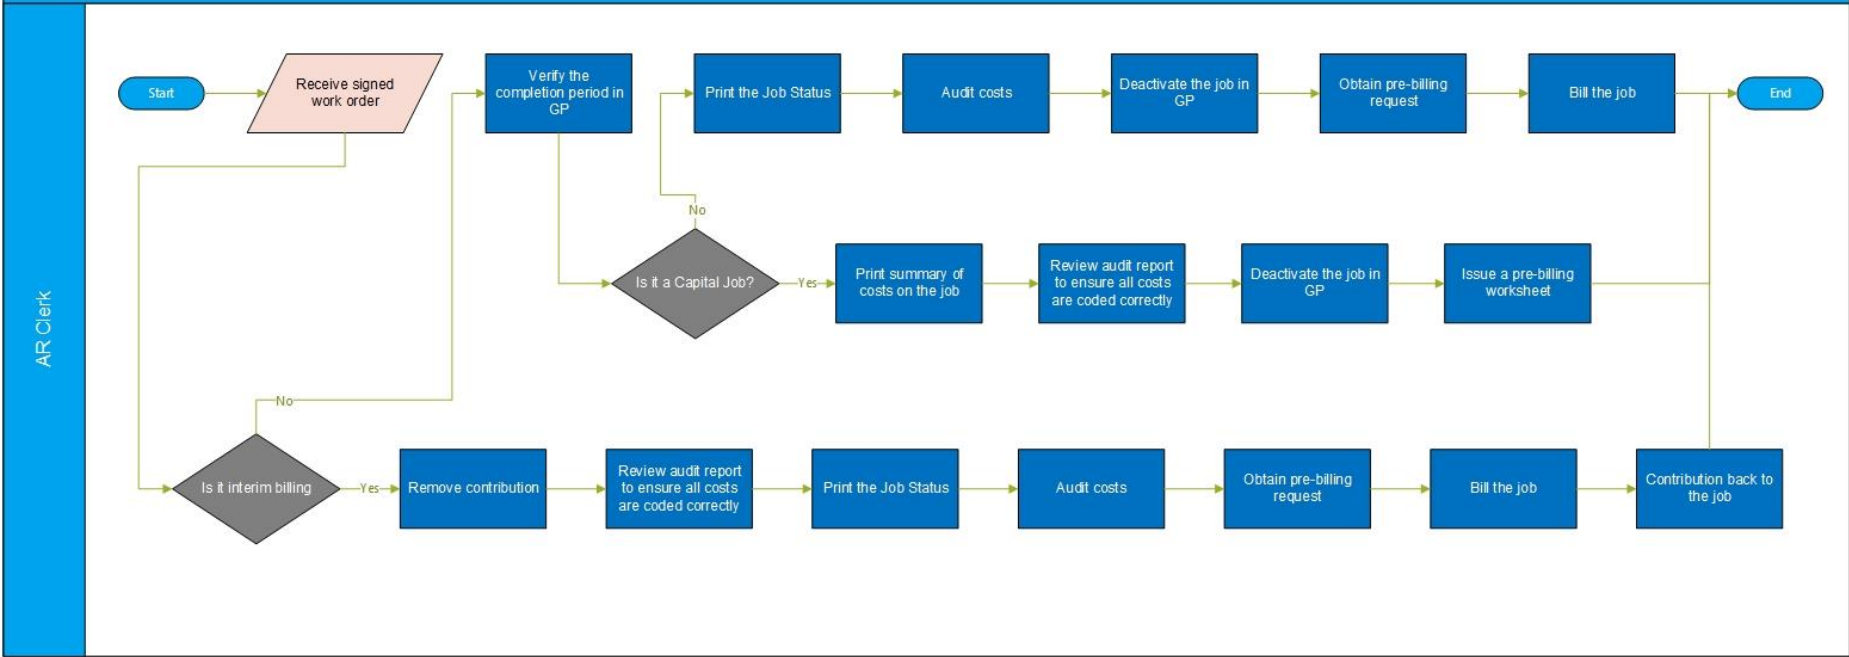 AR Clerk
Start
Receive signed
work order
Verify the
completion period in
GP
Print the Job Status
Audit costs
Deactivate the job in
GP
Obtain pre-billing
request
Bill the job
End
No
Is it a Capital Job?
Yes
Print summary of
costs on the job
Review audit report
to ensure all costs
are coded correctly
Deactivate the job in
GP
Issue a pre-billing
worksheet
No
Is it interim billing
Yes
Remove contribution
Review audit report
to ensure all costs
are coded correctly
Print the Job Status
Audit costs
Obtain pre-billing
request
Bill the job
Contribution back to
the job